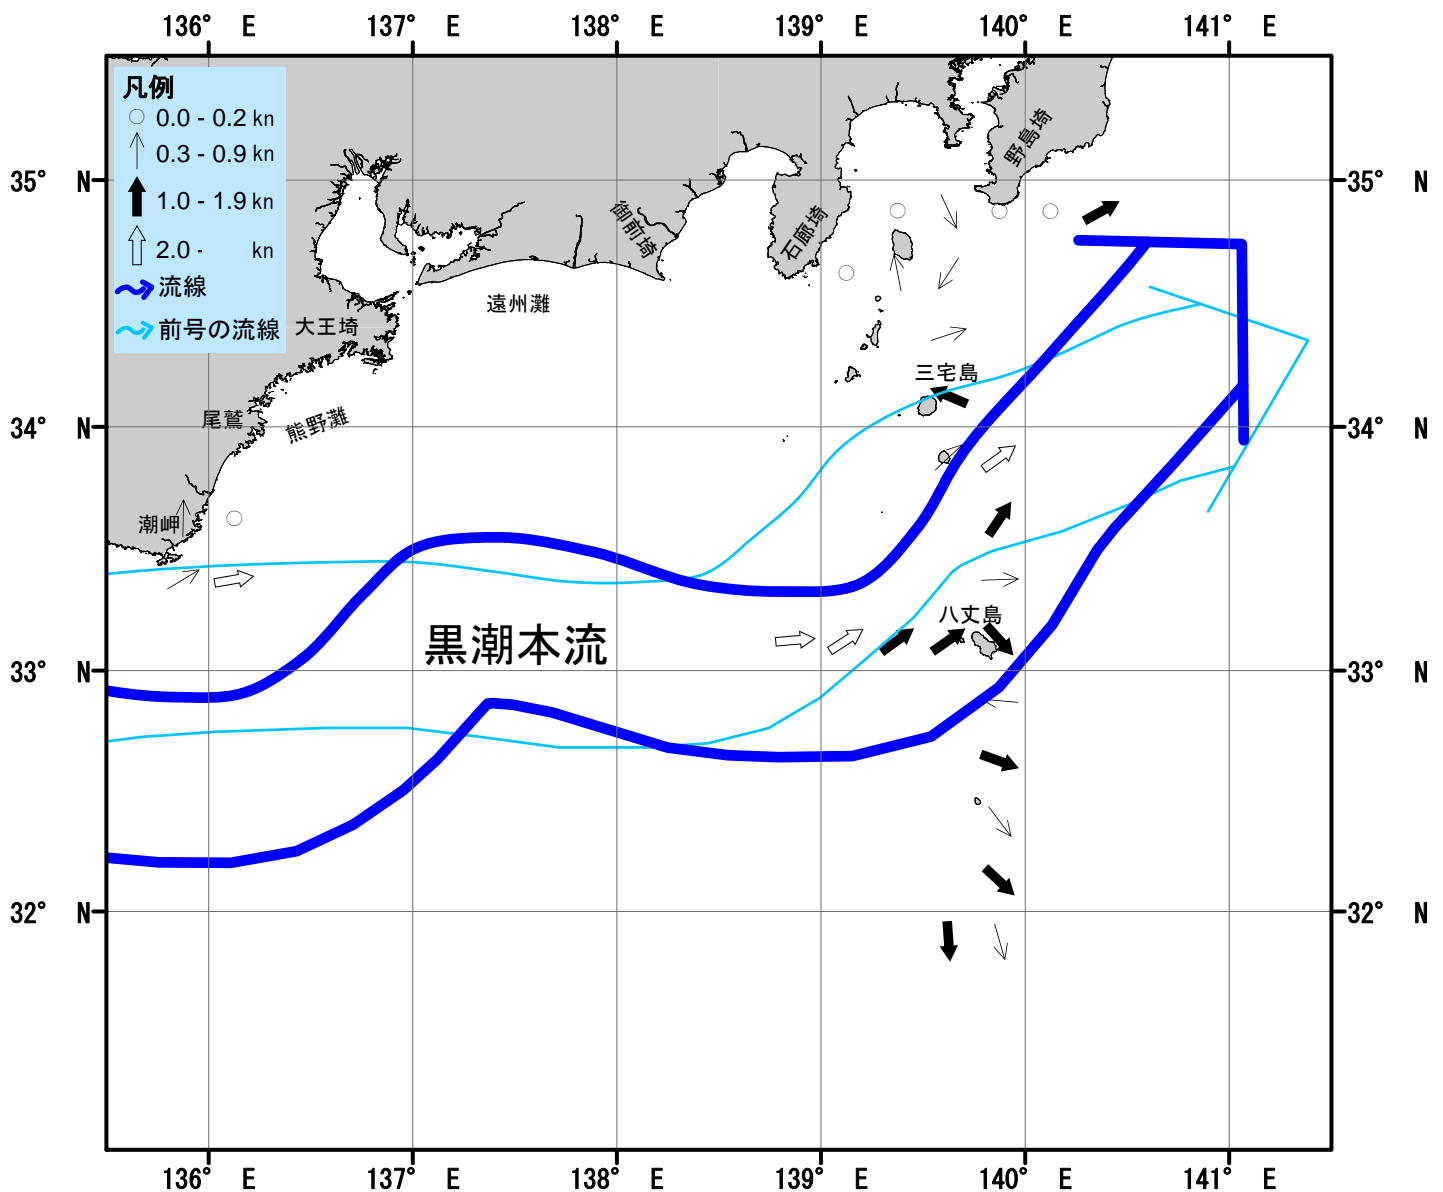 136° E 137° E 138° E 139° E 140° E 141° E
凡例
0.0 - 0.2 kn
0.3 - 0.9 kn
1.0 - 1.9 kn
2.0 - kn
流線
前号の流線
野島埼
35° N
35° N
御前埼
石廊埼
遠州灘
大王埼
三宅島
尾鷲
熊野灘
34° N
34° N
潮岬
八丈島
黒潮本流
33° N
33° N
32° N
32° N
136° E 137° E 138° E 139° E 140° E 141° E